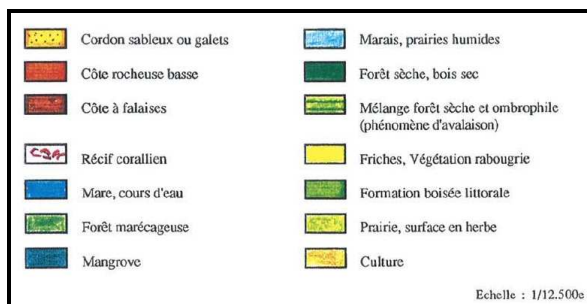 Cordon sableux ou galets
Côte rocheuse basse
Côte à falaises
Récif corallien
Mare, cours d'eau
Forêt marécageuse
Mangrove
Marais, prairies humides
Forêt sèche, bois sec
Mélange forêt sèche et ombrophile
(phénomène d'avalaison)
Friches, Végétation rabougrie
Formation boisée littorale
Prairie, surface en herbe
Culture
Echelle : 1/12.500e